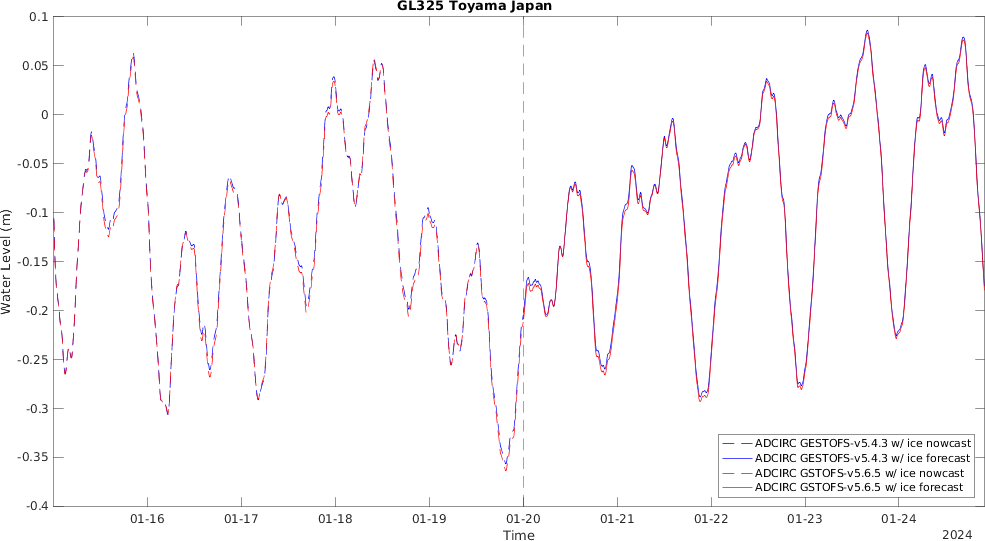 GL325 Toyama Japan
0.1
0.05
0
-0.05
-0.1
-0.15
-0.2
-0.25
-0.3
-0.35
-0.4
Water Level (m)
ADCIRC GESTOFS-v5.4.3 w/ ice nowcast
ADCIRC GESTOFS-v5.4.3 w/ ice forecast
ADCIRC GSTOFS-v5.6.5 w/ ice nowcast
ADCIRC GSTOFS-v5.6.5 w/ ice forecast
01-16 01-17 01-18 01-19 01-20 01-21 01-22 01-23 01-24
Time
2024